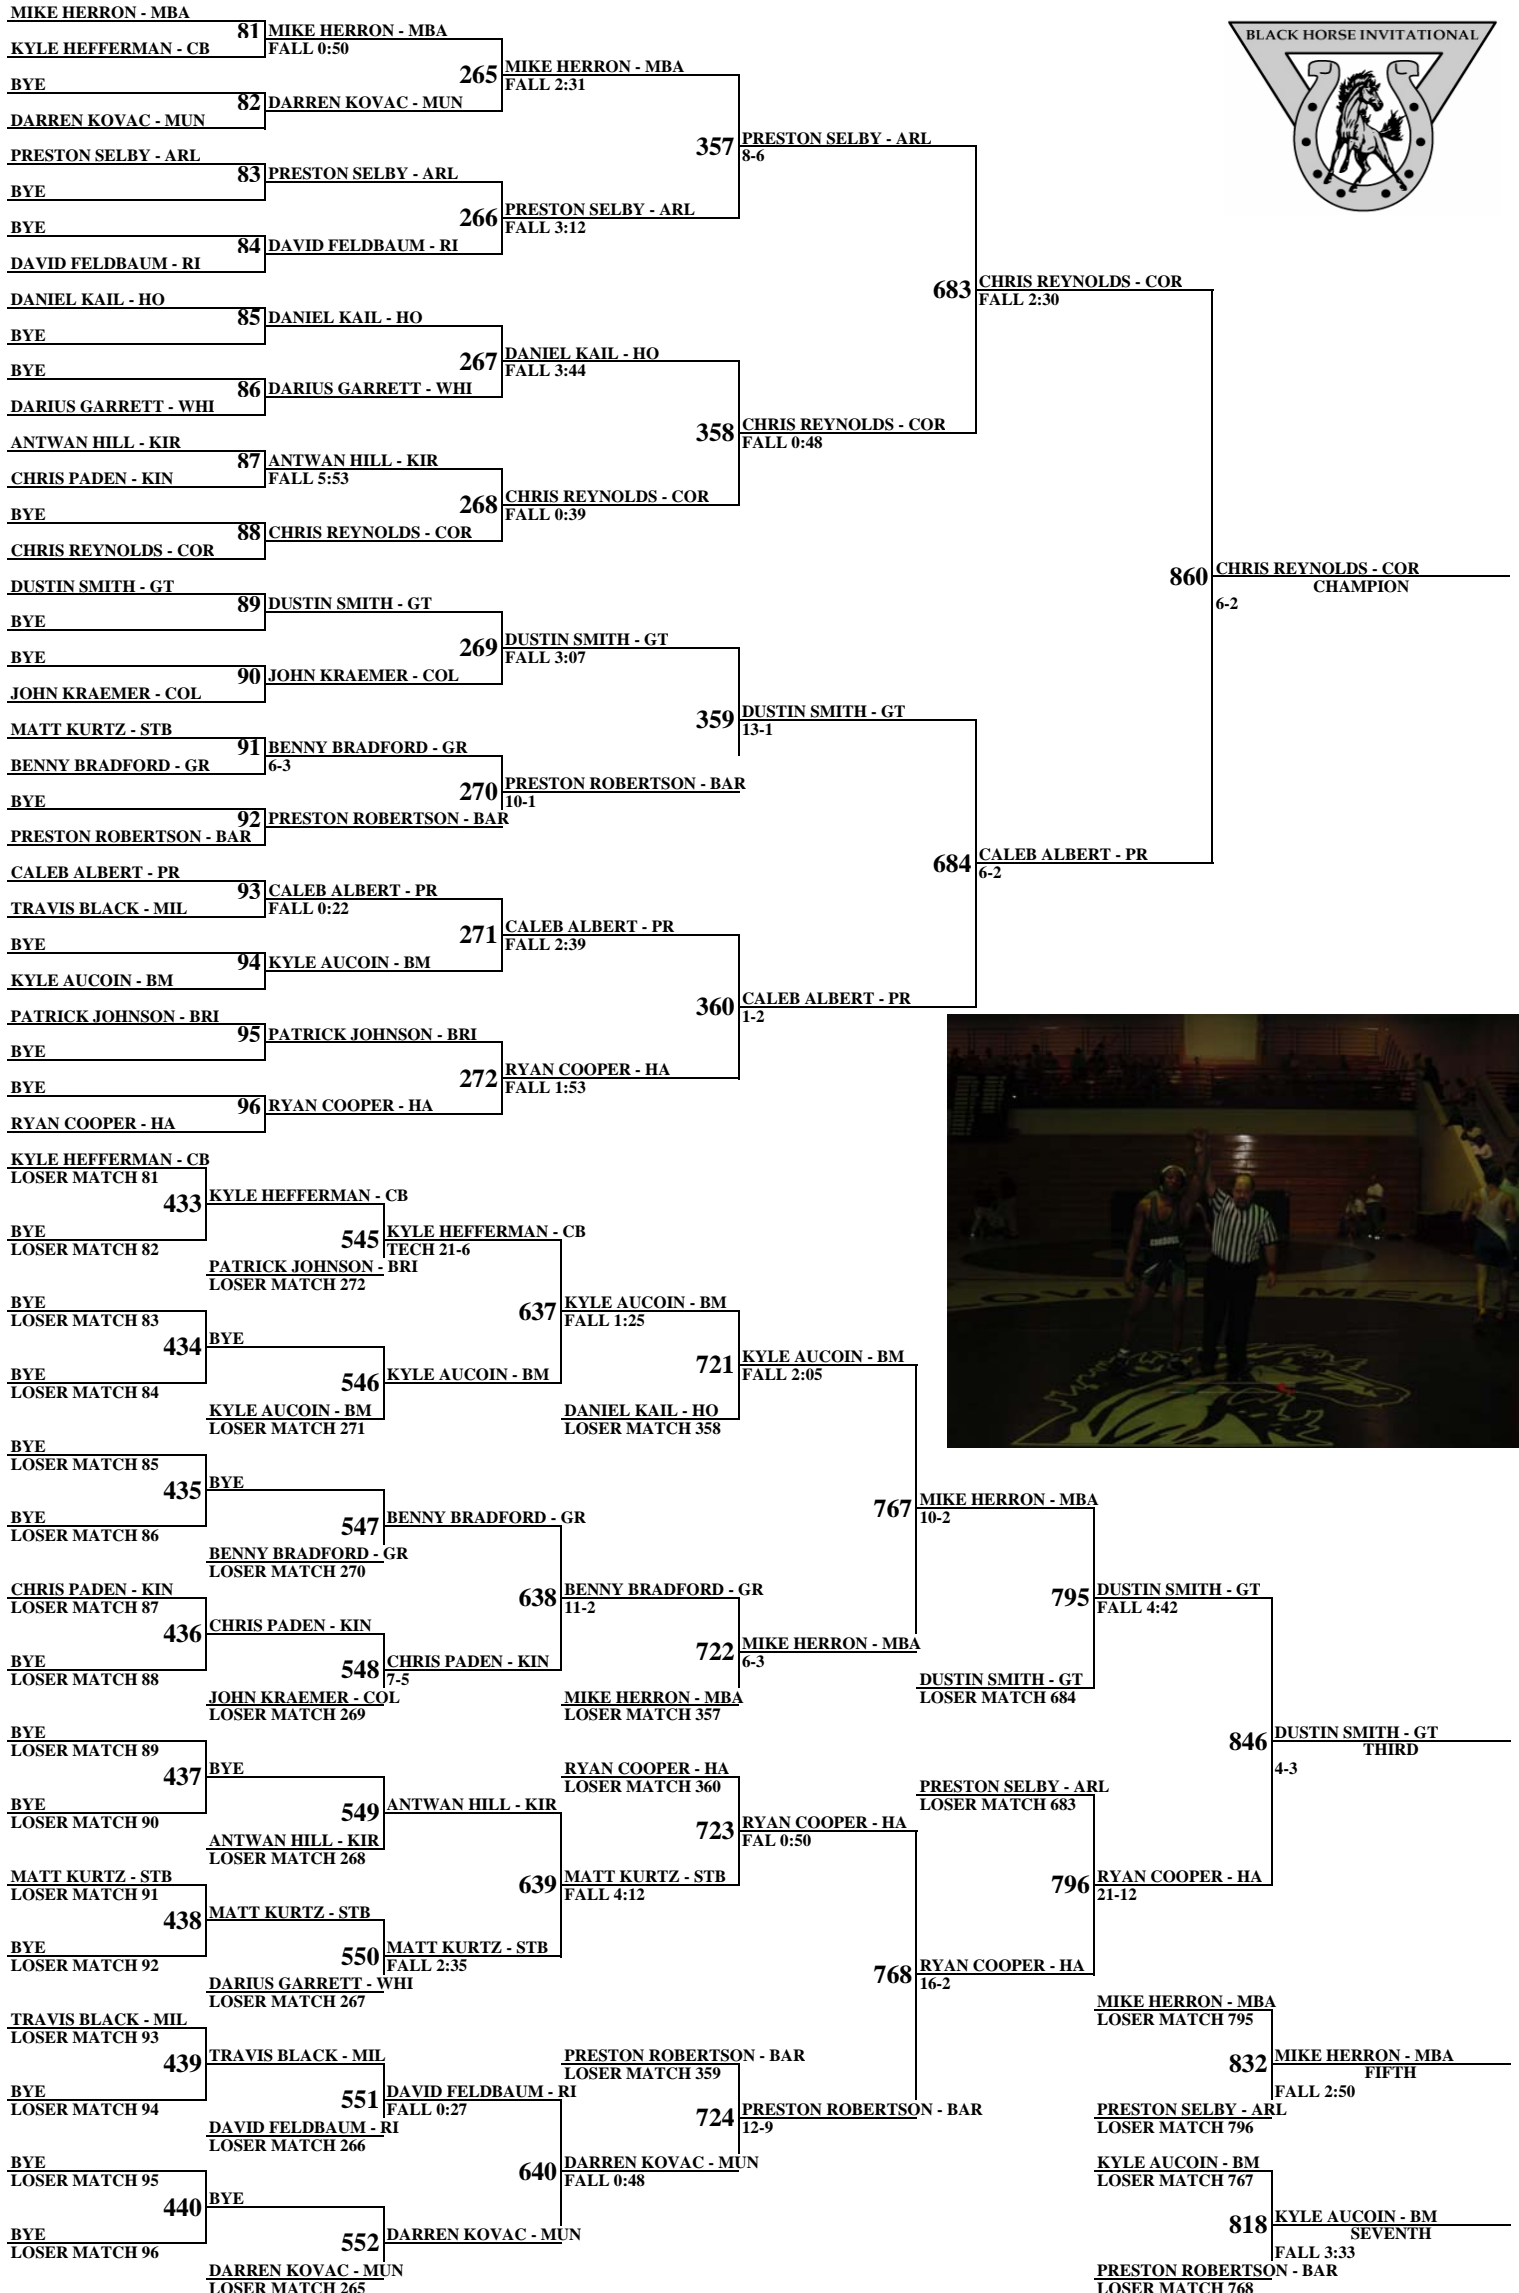 MIKE HERRON - MBA
81
MIKE HERRON - MBA
KYLE HEFFERMAN - CB
FALL 0:50
265
MIKE HERRON - MBA
FALL 2:31
BYE
82
DARREN KOVAC - MUN
DARREN KOVAC - MUN
357
PRESTON SELBY - ARL
8-6
PRESTON SELBY - ARL
83
PRESTON SELBY - ARL
BYE
266
PRESTON SELBY - ARL
FALL 3:12
BYE
84
DAVID FELDBAUM - RI
DAVID FELDBAUM - RI
683
CHRIS REYNOLDS - COR
FALL 2:30
DANIEL KAIL - HO
85
DANIEL KAIL - HO
BYE
267
DANIEL KAIL - HO
FALL 3:44
BYE
86
DARIUS GARRETT - WHI
DARIUS GARRETT - WHI
358
CHRIS REYNOLDS - COR
FALL 0:48
ANTWAN HILL - KIR
87
ANTWAN HILL - KIR
CHRIS PADEN - KIN
FALL 5:53
268
CHRIS REYNOLDS - COR
FALL 0:39
BYE
88
CHRIS REYNOLDS - COR
CHRIS REYNOLDS - COR
860
CHRIS REYNOLDS - COR
CHAMPION
6-2
DUSTIN SMITH - GT
89
DUSTIN SMITH - GT
BYE
269
DUSTIN SMITH - GT
FALL 3:07
BYE
90
JOHN KRAEMER - COL
JOHN KRAEMER - COL
359
DUSTIN SMITH - GT
13-1
MATT KURTZ - STB
91
BENNY BRADFORD - GR
BENNY BRADFORD - GR
6-3
270
PRESTON ROBERTSON - BAR
10-1
BYE
92
PRESTON ROBERTSON - BAR
PRESTON ROBERTSON - BAR
684
CALEB ALBERT - PR
6-2
CALEB ALBERT - PR
93
CALEB ALBERT - PR
TRAVIS BLACK - MIL
FALL 0:22
271
CALEB ALBERT - PR
FALL 2:39
BYE
94
KYLE AUCOIN - BM
KYLE AUCOIN - BM
360
CALEB ALBERT - PR
1-2
PATRICK JOHNSON - BRI
95
PATRICK JOHNSON - BRI
BYE
272
RYAN COOPER - HA
FALL 1:53
BYE
96
RYAN COOPER - HA
RYAN COOPER - HA
BLACK HORSE INVITATIONAL
KYLE HEFFERMAN - CB
LOSER MATCH 81
433
KYLE HEFFERMAN - CB
BYE
LOSER MATCH 82
545
KYLE HEFFERMAN - CB
TECH 21-6
PATRICK JOHNSON - BRI
LOSER MATCH 272
637
KYLE AUCOIN - BM
FALL 1:25
BYE
LOSER MATCH 83
434
BYE
BYE
LOSER MATCH 84
546
KYLE AUCOIN - BM
KYLE AUCOIN - BM
LOSER MATCH 271
721
KYLE AUCOIN - BM
FALL 2:05
DANIEL KAIL - HO
LOSER MATCH 358
BYE
LOSER MATCH 85
435
BYE
BYE
LOSER MATCH 86
547
BENNY BRADFORD - GR
BENNY BRADFORD - GR
LOSER MATCH 270
767
MIKE HERRON - MBA
10-2
CHRIS PADEN - KIN
LOSER MATCH 87
436
CHRIS PADEN - KIN
BYE
LOSER MATCH 88
548
CHRIS PADEN - KIN
7-5
JOHN KRAEMER - COL
LOSER MATCH 269
638
BENNY BRADFORD - GR
11-2
722
MIKE HERRON - MBA
6-3
MIKE HERRON - MBA
LOSER MATCH 357
795
DUSTIN SMITH - GT
FALL 4:42
DUSTIN SMITH - GT
LOSER MATCH 684
846
DUSTIN SMITH - GT
THIRD
4-3
BYE
LOSER MATCH 89
437
BYE
BYE
LOSER MATCH 90
549
ANTWAN HILL - KIR
ANTWAN HILL - KIR
LOSER MATCH 268
RYAN COOPER - HA
LOSER MATCH 360
723
RYAN COOPER - HA
FAL 0:50
PRESTON SELBY - ARL
LOSER MATCH 683
796
RYAN COOPER - HA
21-12
MATT KURTZ - STB
LOSER MATCH 91
438
MATT KURTZ - STB
BYE
LOSER MATCH 92
639
MATT KURTZ - STB
FALL 4:12
550
MATT KURTZ - STB
FALL 2:35
DARIUS GARRETT - WHI
LOSER MATCH 267
768
RYAN COOPER - HA
16-2
TRAVIS BLACK - MIL
LOSER MATCH 93
439
TRAVIS BLACK - MIL
BYE
LOSER MATCH 94
551
DAVID FELDBAUM - RI
FALL 0:27
DAVID FELDBAUM - RI
LOSER MATCH 266
PRESTON ROBERTSON - BAR
LOSER MATCH 359
724
PRESTON ROBERTSON - BAR
12-9
640
DARREN KOVAC - MUN
FALL 0:48
BYE
LOSER MATCH 95
440
BYE
BYE
LOSER MATCH 96
552
DARREN KOVAC - MUN
DARREN KOVAC - MUN
LOSER MATCH 265
MIKE HERRON - MBA
LOSER MATCH 795
832
MIKE HERRON - MBA
FIFTH
FALL 2:50
PRESTON SELBY - ARL
LOSER MATCH 796
KYLE AUCOIN - BM
LOSER MATCH 767
818
KYLE AUCOIN - BM
SEVENTH
FALL 3:33
PRESTON ROBERTSON - BAR
LOSER MATCH 768